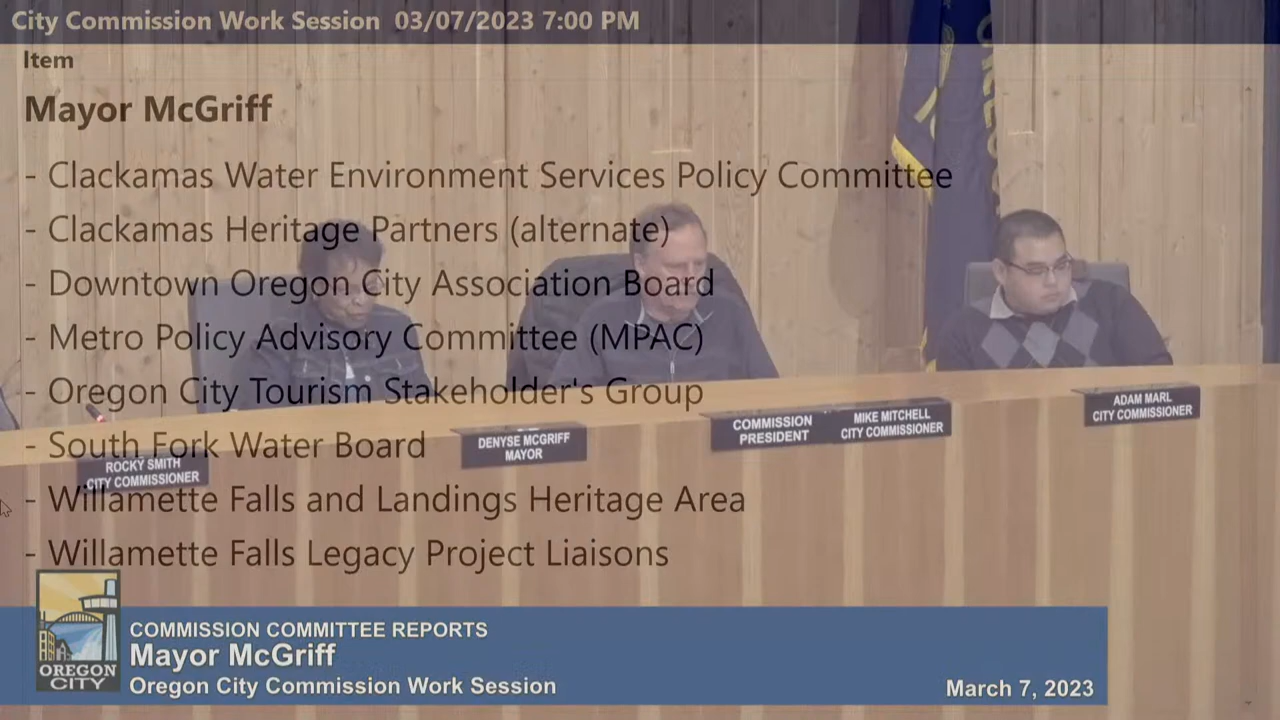 City Commission Work Session 03/07/2023 7:00 PM
Item
Mayor McGriff
- Clackamas Water Environment Services Policy Committee
- Clackamas Heritage Partners (alternate)
- Downtown Oregon City Association Board
- Metro Policy Advisory Committee (MPAC)
- Oregon City Tourism Stakeholder's Group
- South Fork Water Board
- Willamette Falls and Landings Heritage Area
- Willamette Falls Legacy Project Liaisons
ROCKY SMITH
CITY COMMISSIONER
DENYSE MCGRIFF
MAYOR
COMMISSION
PRESIDENT
MIKE MITCHELL
CITY COMMISSIONER
ADAM MARL
CITY COMMISSIONER
OREGON
CITY
COMMISSION COMMITTEE REPORTS
Mayor McGriff
Oregon City Commission Work Session
March 7, 2023